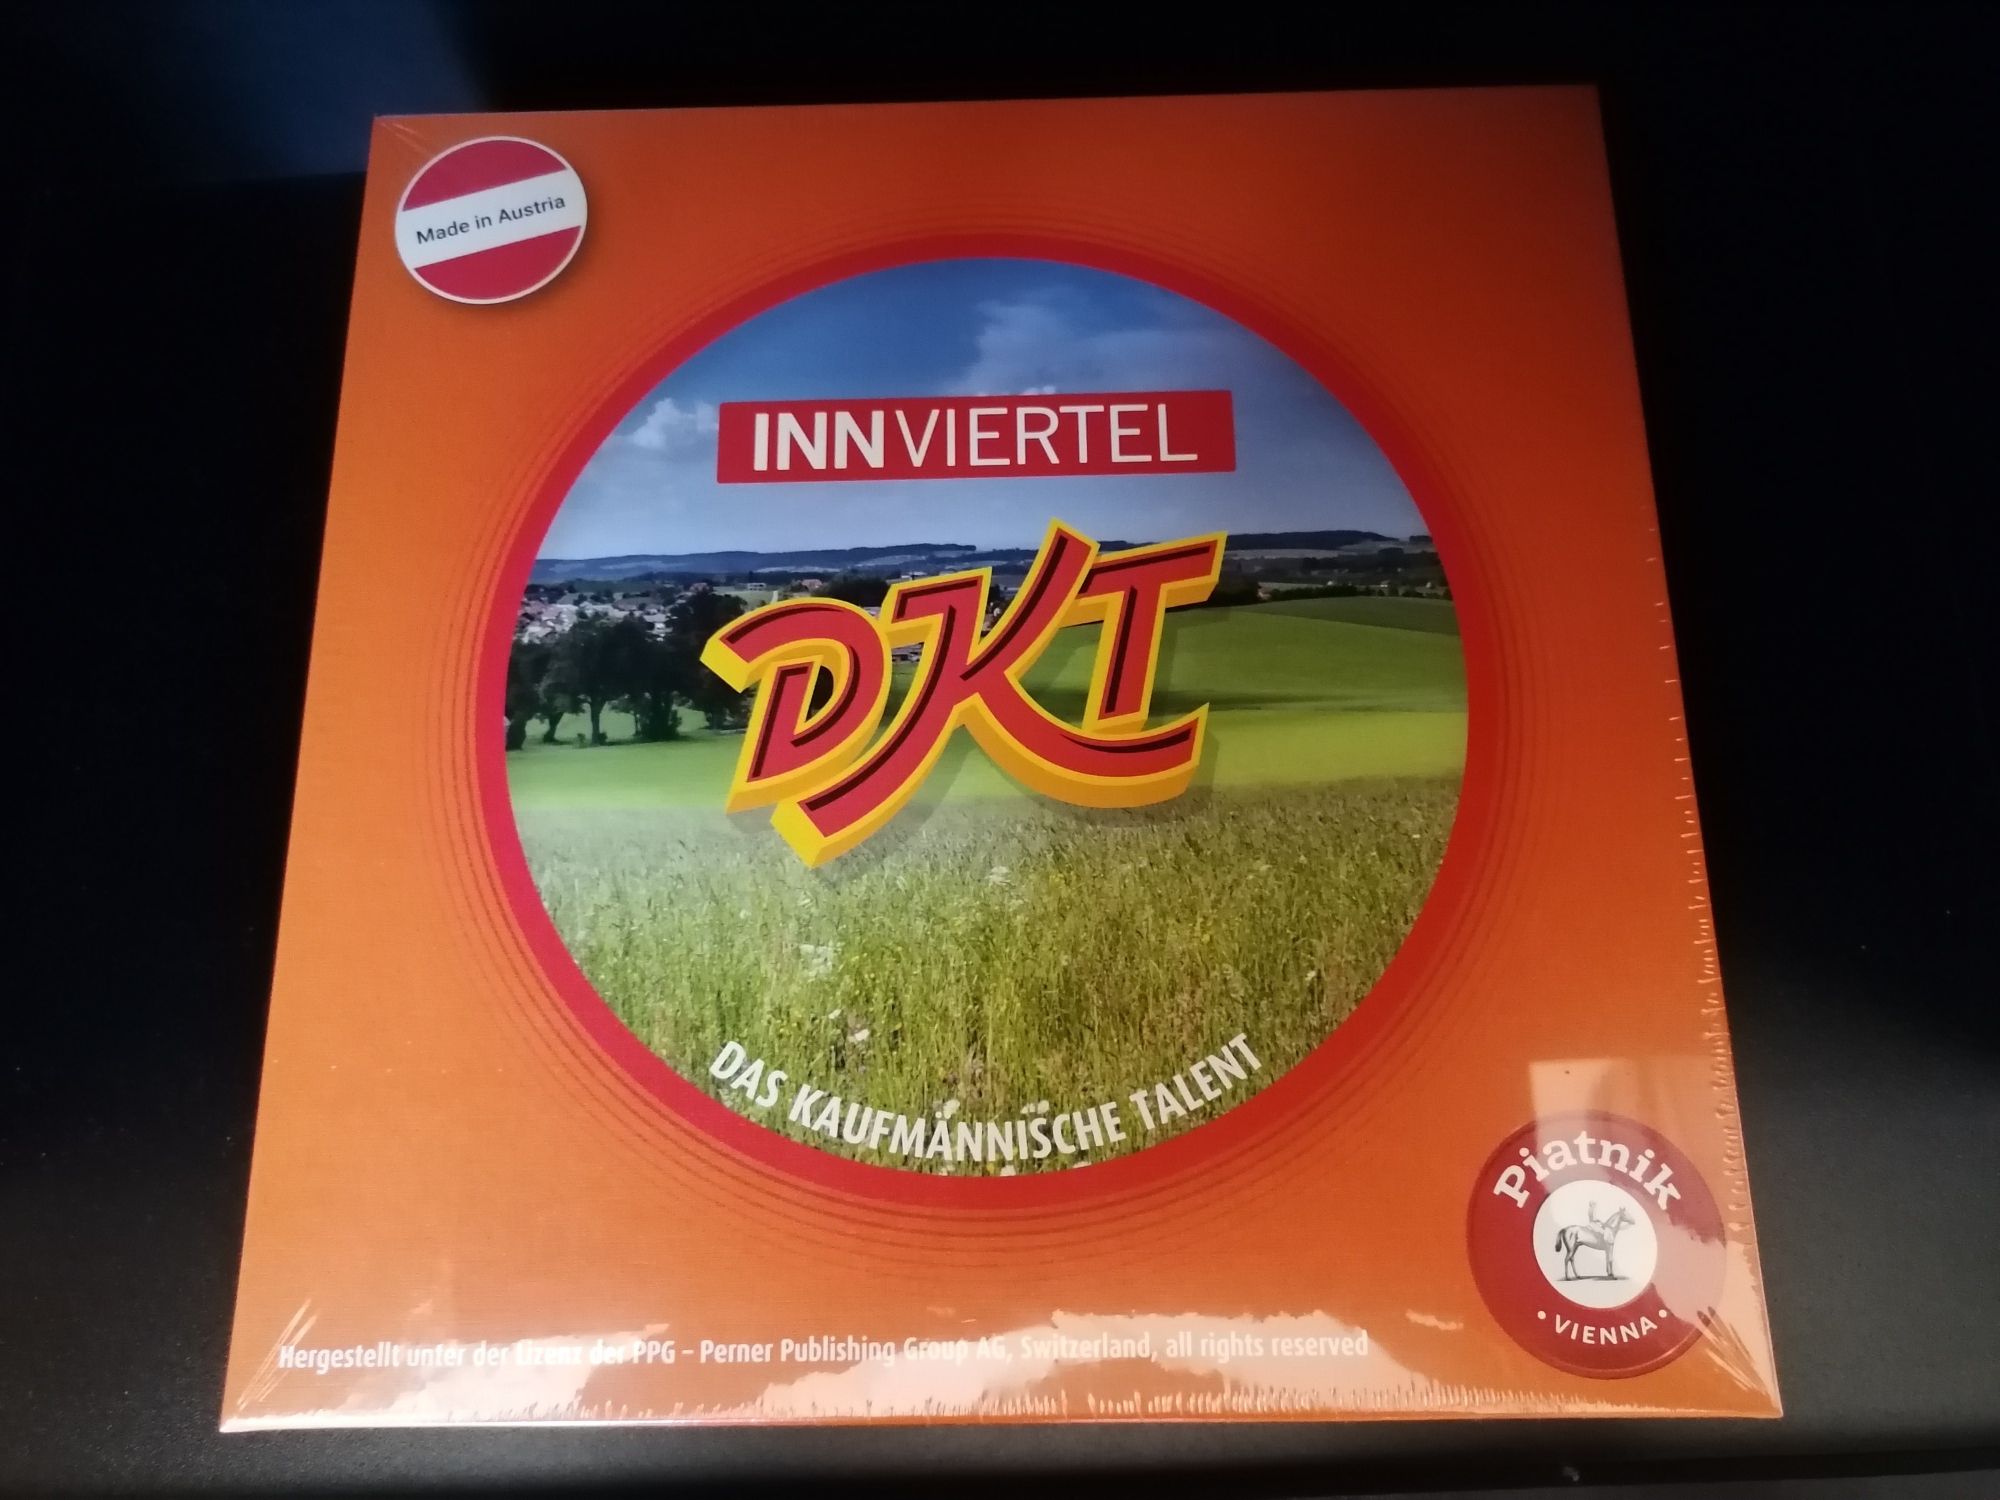 Made in Austria
INNVIERTEL
DKT
DAS KAUFMÄNNISCHE TALENT
Piatnik
• VIENNA •
Hergestellt unter der Lizenz der PPG – Perner Publishing Group AG, Switzerland, all rights reserved